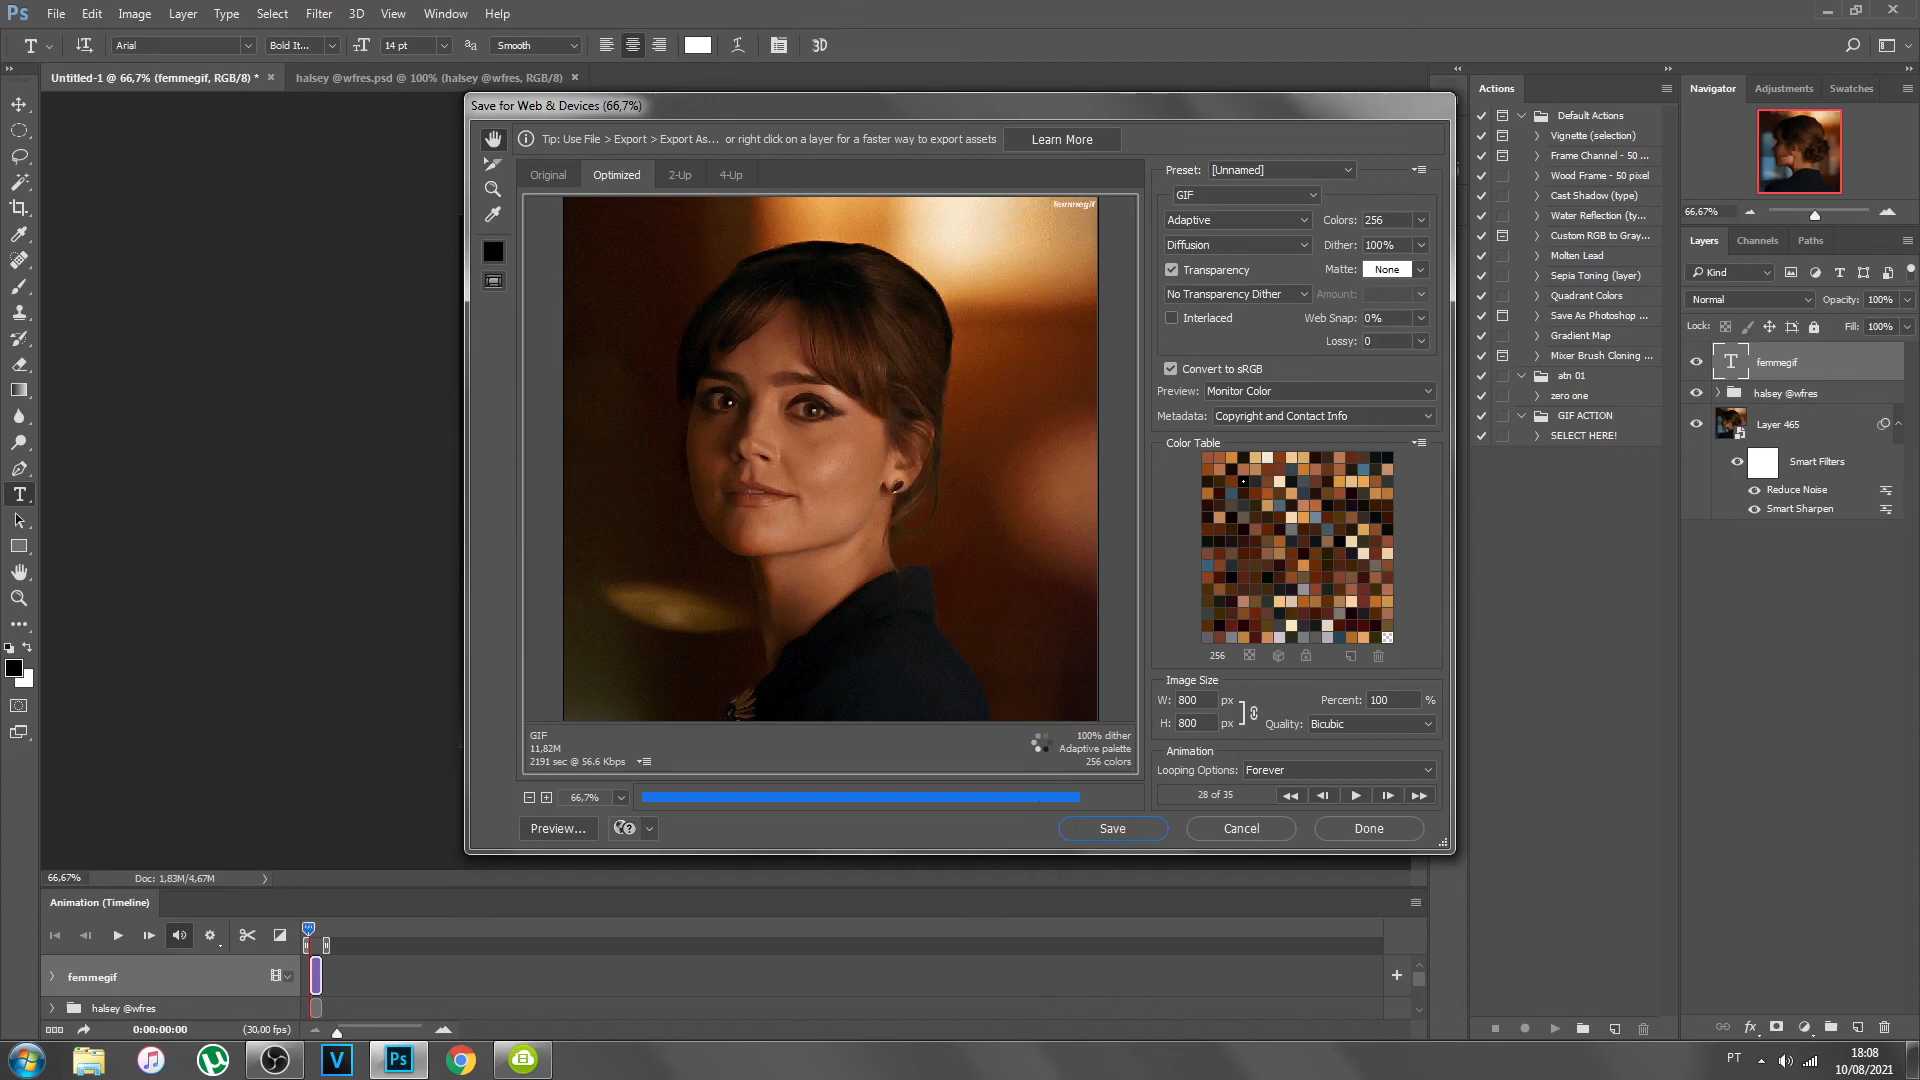 Ps File Edit Image Layer Type Select Filter 3D View Window Help
T Arial Bold It... 14 pt Smooth 3D
Untitled-1 @ 66,7% (femmegif, RGB/8) * halsey @wfres.psd @ 100% (halsey @wfres, RGB/8)
Save for Web & Devices (66,7%)
Tip: Use File > Export > Export As... or right click on a layer for a faster way to export assets Learn More
Original Optimized 2-Up 4-Up
femmegif
GIF
11,82M
2191 sec @ 56.6 Kbps
100% dither
Adaptive palette
256 colors
66,7%
Preview...
Preset: [Unnamed]
GIF
Adaptive Colors: 256
Diffusion Dither: 100%
Transparency Matte: None
No Transparency Dither Amount:
Interlaced Web Snap: 0%
Lossy: 0
Convert to sRGB
Preview: Monitor Color
Metadata: Copyright and Contact Info
Color Table
256
Image Size
W: 800 px Percent: 100 %
H: 800 px Quality: Bicubic
Animation
Looping Options: Forever
28 of 35
Save Cancel Done
Actions
Default Actions
Vignette (selection)
Frame Channel - 50 ...
Wood Frame - 50 pixel
Cast Shadow (type)
Water Reflection (ty...
Custom RGB to Gray...
Molten Lead
Sepia Toning (layer)
Quadrant Colors
Save As Photoshop ...
Gradient Map
Mixer Brush Cloning ...
atn 01
zero one
GIF ACTION
SELECT HERE!
Navigator Adjustments Swatches
66,67%
Layers Channels Paths
Kind
Normal Opacity: 100%
Lock: Fill: 100%
T femmegif
halsey @wfres
Layer 465
Smart Filters
Reduce Noise
Smart Sharpen
66,67% Doc: 1,83M/4,67M
Animation (Timeline)
femmegif
halsey @wfres
0:00:00:00 (30,00 fps)
V Ps
PT 18:08
10/08/2021